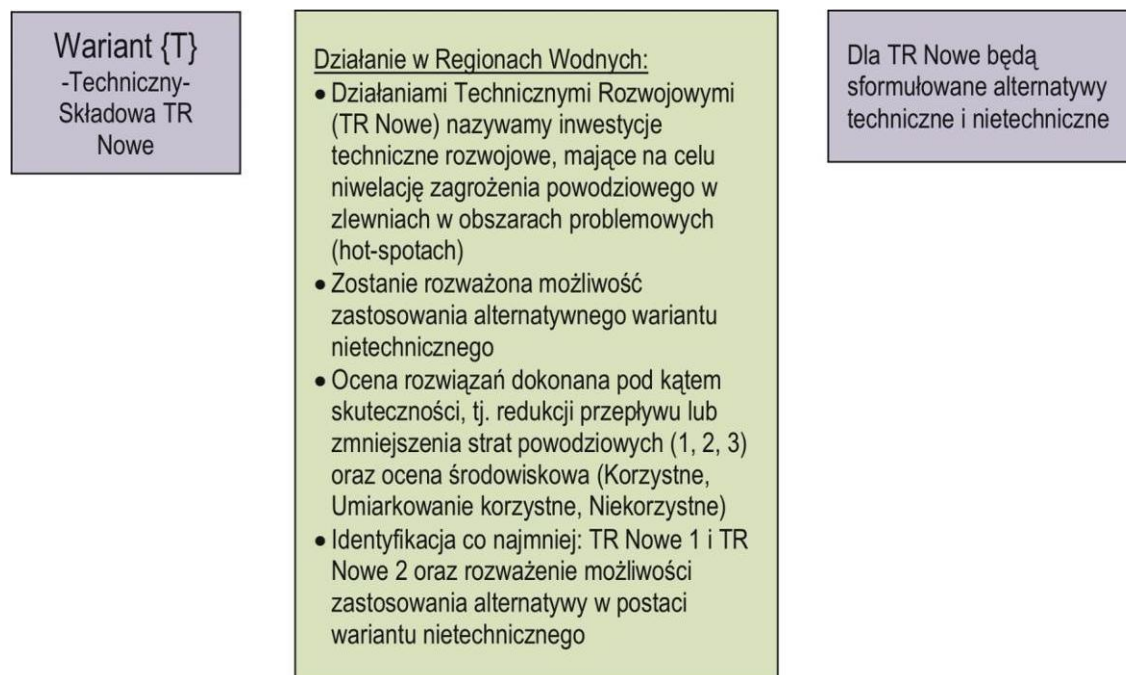 Wariant {T}
-Techniczny-
Składowa TR
Nowe
Działanie w Regionach Wodnych:
• Działaniami Technicznymi Rozwojowymi
(TR Nowe) nazywamy inwestycje
techniczne rozwojowe, mające na celu
niwelację zagrożenia powodziowego w
zlewniach w obszarach problemowych
(hot-spotach)
• Zostanie rozważona możliwość
zastosowania alternatywnego wariantu
nietechnicznego
• Ocena rozwiązań dokonana pod kątem
skuteczności, tj. redukcji przepływu lub
zmniejszenia strat powodziowych (1, 2, 3)
oraz ocena środowiskowa (Korzystne,
Umiarkowanie korzystne, Niekorzystne)
• Identyfikacja co najmniej: TR Nowe 1 i TR
Nowe 2 oraz rozważenie możliwości
zastosowania alternatywy w postaci
wariantu nietechnicznego
Dla TR Nowe będą
sformułowane alternatywy
techniczne i nietechniczne